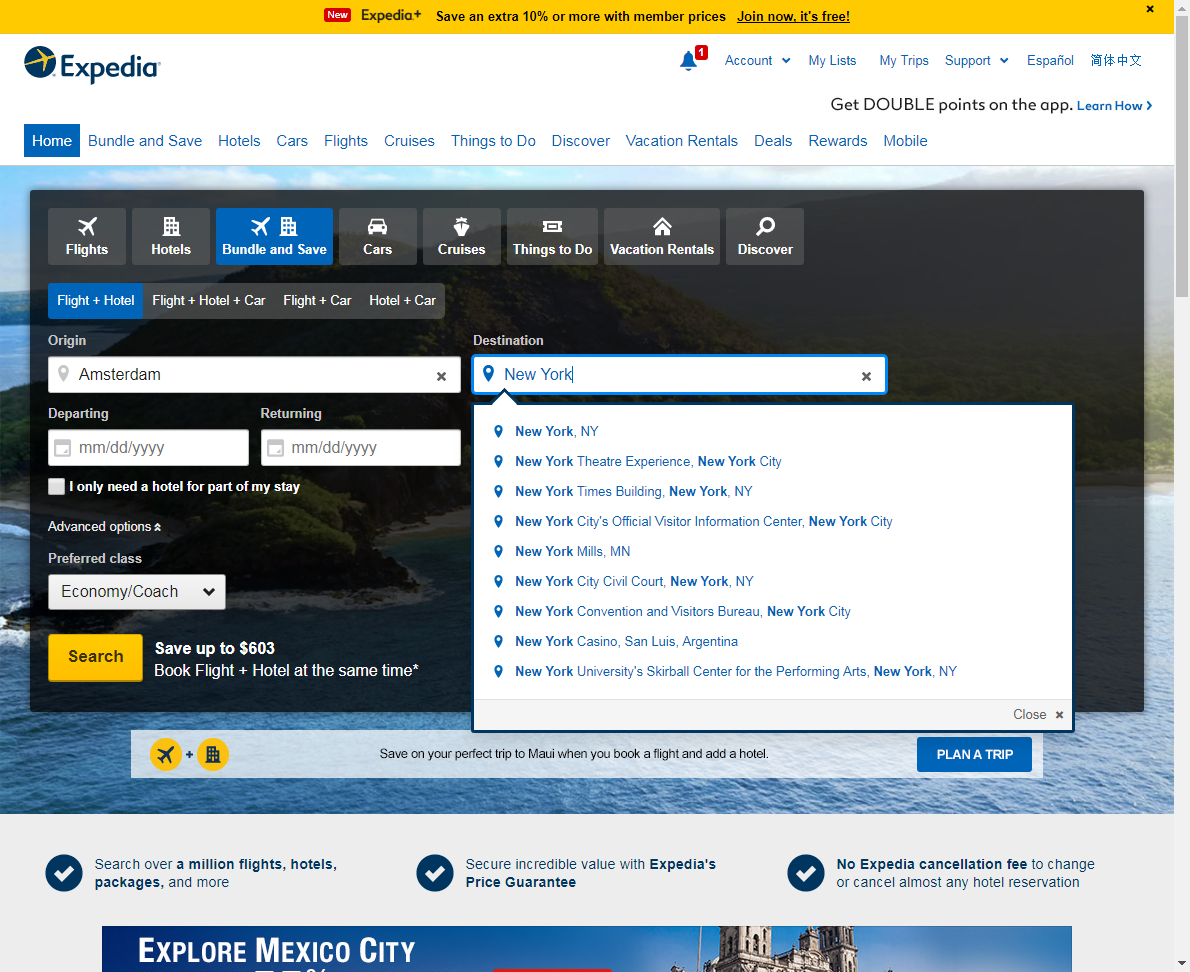 New Expedia+ Save an extra 10% or more with member prices Join now, it's free!
Expedia
1 Account My Lists My Trips Support Español 简体中文
Get DOUBLE points on the app. Learn How
Home Bundle and Save Hotels Cars Flights Cruises Things to Do Discover Vacation Rentals Deals Rewards Mobile
Flights Hotels Bundle and Save Cars Cruises Things to Do Vacation Rentals Discover
Flight + Hotel Flight + Hotel + Car Flight + Car Hotel + Car
Origin Destination
Amsterdam New York
Departing Returning
mm/dd/yyyy mm/dd/yyyy
I only need a hotel for part of my stay
Advanced options
Preferred class
Economy/Coach
Search Save up to $603
Book Flight + Hotel at the same time*
New York, NY
New York Theatre Experience, New York City
New York Times Building, New York, NY
New York City's Official Visitor Information Center, New York City
New York Mills, MN
New York City Civil Court, New York, NY
New York Convention and Visitors Bureau, New York City
New York Casino, San Luis, Argentina
New York University's Skirball Center for the Performing Arts, New York, NY
Close
+ Save on your perfect trip to Maui when you book a flight and add a hotel. PLAN A TRIP
Search over a million flights, hotels,
packages, and more
Secure incredible value with Expedia's
Price Guarantee
No Expedia cancellation fee to change
or cancel almost any hotel reservation
EXPLORE MEXICO CITY